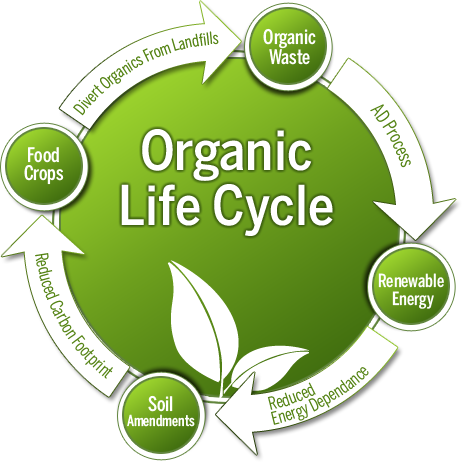 Organic
Life Cycle
Organic
Waste
AD Process
Renewable
Energy
Reduced
Energy Dependance
Soil
Amendments
Reduced Carbon Footprint
Food
Crops
Divert Organics From Landfills